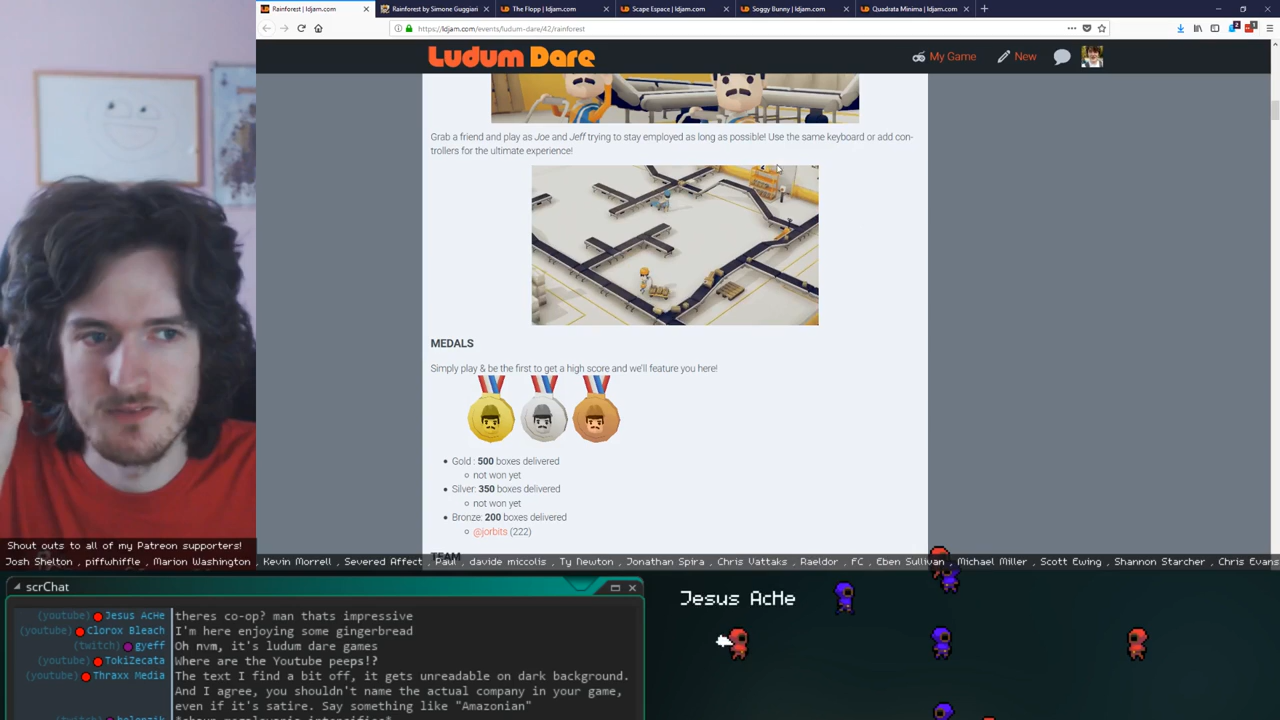 Rainforest | ldjam.com
Rainforest by Simone Guggiari
The Flopp | ldjam.com
Scape Espace | ldjam.com
Soggy Bunny | ldjam.com
Quadrata Minima | ldjam.com
https://ldjam.com/events/ludum-dare/42/rainforest
Ludum Dare
My Game
New
Grab a friend and play as Joe and Jeff trying to stay employed as long as possible! Use the same keyboard or add con-
trollers for the ultimate experience!
MEDALS
Simply play & be the first to get a high score and we'll feature you here!
Gold : 500 boxes delivered
not won yet
Silver: 350 boxes delivered
not won yet
Bronze: 200 boxes delivered
@jorbits (222)
TEAM
Shout outs to all of my Patreon supporters!
Josh Shelton , piffwhiffle , Marion Washington , Kevin Morrell , Severed Affect , Paul , davide miccolis , Ty Newton , Jonathan Spira , Chris Vattaks , Raeldor , FC , Eben Sullivan , Michael Miller , Scott Ewing , Shannon Starcher , Chris Evans
scrChat
(youtube) Jesus AcHe theres co-op? man thats impressive
(youtube) Clorox Bleach I'm here enjoying some gingerbread
(twitch) gyeff Oh nvm, it's ludum dare games
(youtube) TokiZecata Where are the Youtube peeps!?
(youtube) Thraxx Media The text I find a bit off, it gets unreadable on dark background.
And I agree, you shouldn't name the actual company in your game,
even if it's satire. Say something like "Amazonian"
Jesus AcHe